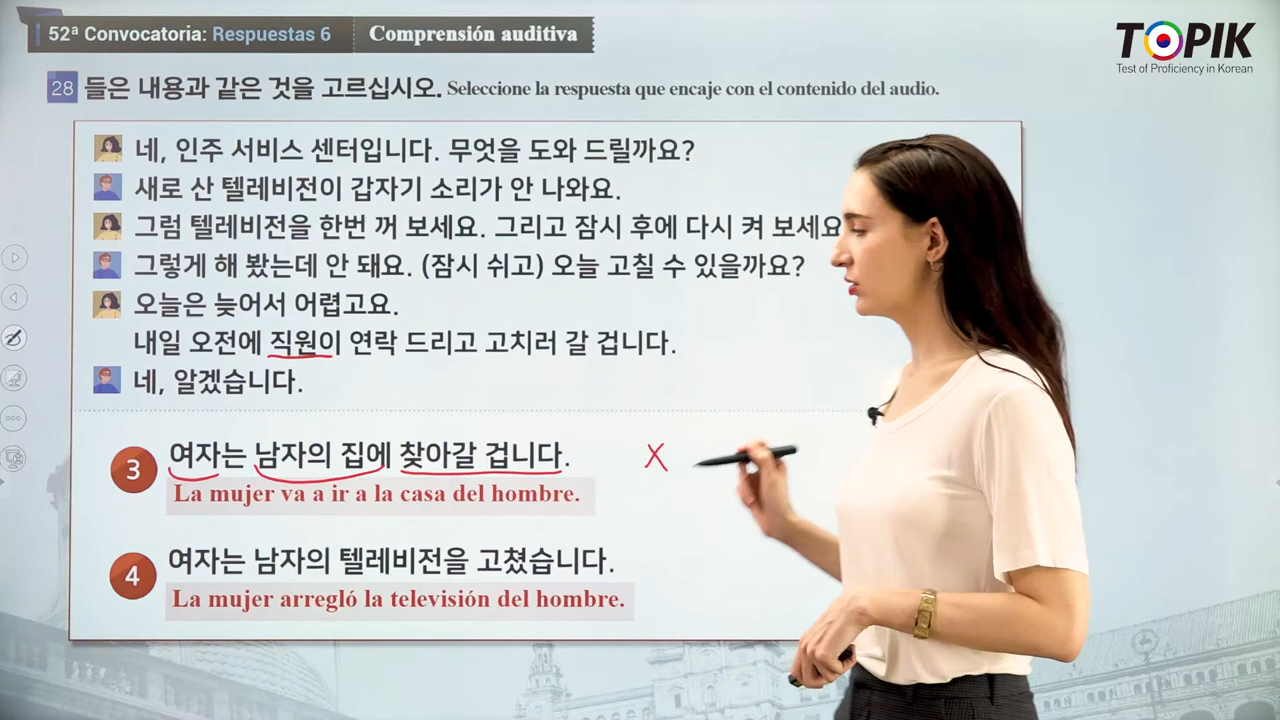 52ª Convocatoria: Respuestas 6 Comprensión auditiva
TOPIK
Test of Proficiency in Korean
28 들은 내용과 같은 것을 고르십시오. Seleccione la respuesta que encaje con el contenido del audio.
네, 인주 서비스 센터입니다. 무엇을 도와 드릴까요?
새로 산 텔레비전이 갑자기 소리가 안 나와요.
그럼 텔레비전을 한번 꺼 보세요. 그리고 잠시 후에 다시 켜 보세요
그렇게 해 봤는데 안 돼요. (잠시 쉬고) 오늘 고칠 수 있을까요?
오늘은 늦어서 어렵고요.
내일 오전에 직원이 연락 드리고 고치러 갈 겁니다.
네, 알겠습니다.
3 여자는 남자의 집에 찾아갈 겁니다. X
La mujer va a ir a la casa del hombre.
4 여자는 남자의 텔레비전을 고쳤습니다.
La mujer arregló la televisión del hombre.